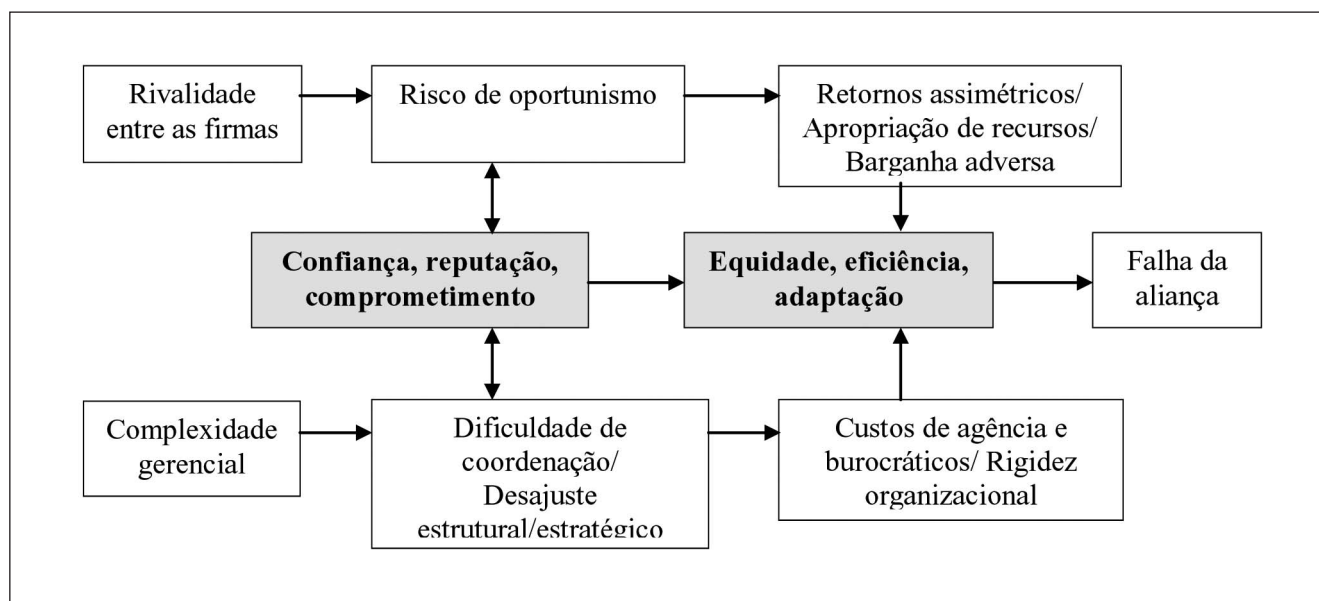 Rivalidade
entre as firmas
Risco de oportunismo
Retornos assimétricos/
Apropriação de recursos/
Barganha adversa
Confiança, reputação,
comprometimento
Equidade, eficiência,
adaptação
Falha da
aliança
Complexidade
gerencial
Dificuldade de
coordenação/
Desajuste
estrutural/estratégico
Custos de agência e
burocráticos/ Rigidez
organizacional